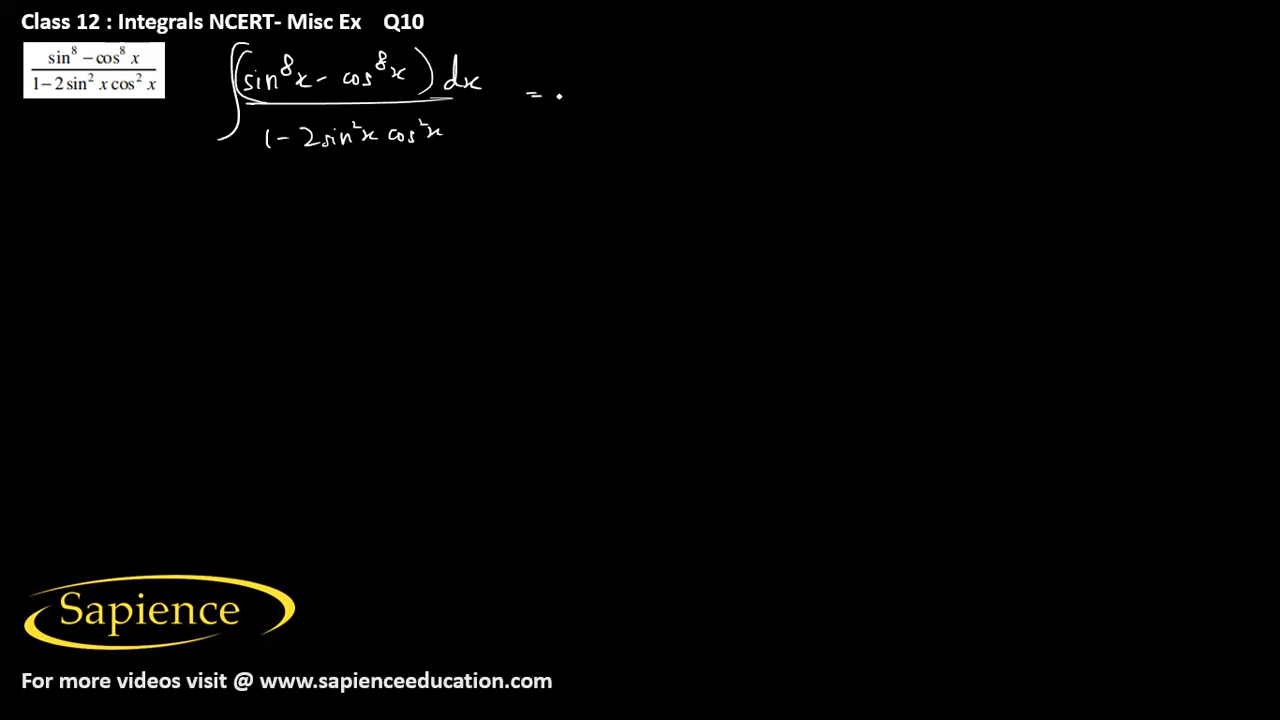 Class 12 : Integrals NCERT- Misc Ex Q10
sin⁸ – cos⁸ x
1– 2 sin² x cos² x
∫(sin⁸x - cos⁸x) dx =
1 - 2sin²x cos²x
Sapience
For more videos visit @ www.sapienceeducation.com